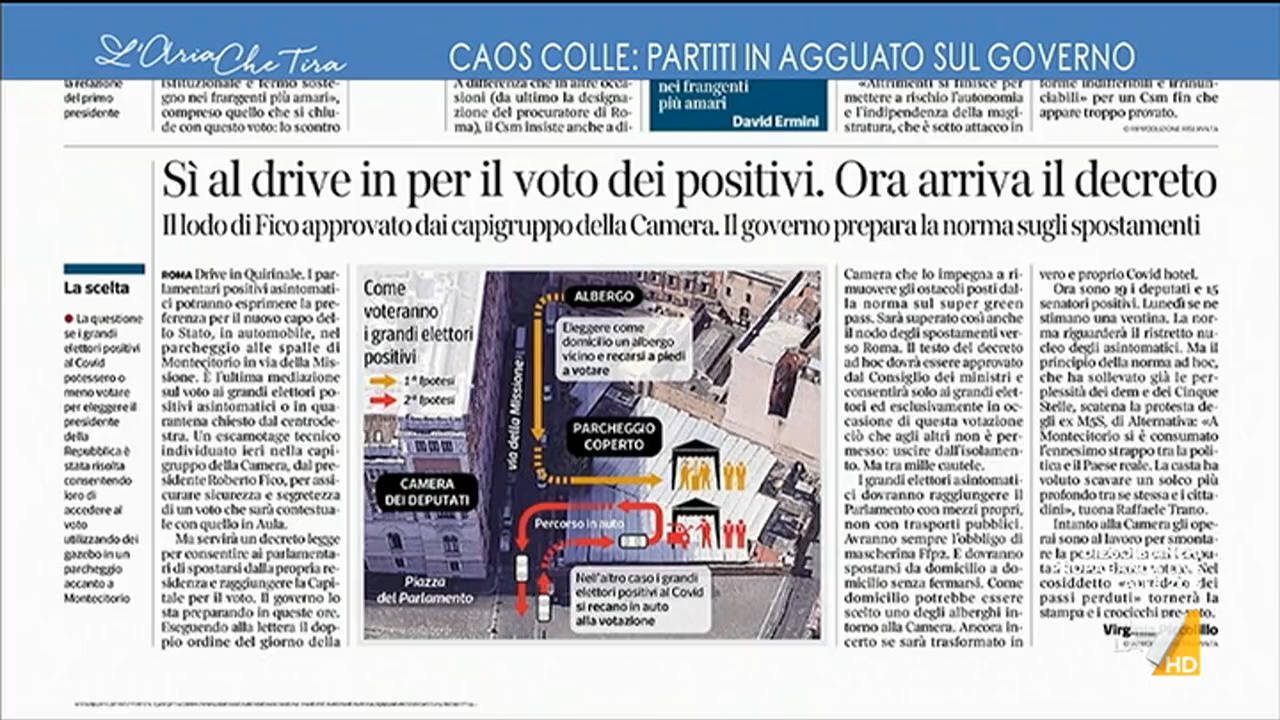 L'Aria Che Tira
CAOS COLLE: PARTITI IN AGGUATO SUL GOVERNO
la relazione
del primo
presidente
istituzionale e fermo soste-
gno nei frangenti più amari»,
compreso quello che si chiu-
de con questo voto: lo scontro
A differenza che in altre occa-
sioni (da ultimo la designa-
zione del procuratore di Ro-
ma), il Csm insiste anche a di-
nei frangenti
più amari
David Ermini
«Altrimenti si finisce per
mettere a rischio l'autonomia
e l'indipendenza della magi-
stratura, che è sotto attacco in
forme indifferibili e irrinun-
ciabili» per un Csm fin che
appare troppo provato.
© RIPRODUZIONE RISERVATA
Sì al drive in per il voto dei positivi. Ora arriva il decreto
Il lodo di Fico approvato dai capigruppo della Camera. Il governo prepara la norma sugli spostamenti
La scelta
● La questione
se i grandi
elettori positivi
al Covid
potessero o
meno votare
per eleggere il
presidente
della
Repubblica è
stata risolta
consentendo
loro di
accedere al
voto
utilizzando dei
gazebo in un
parcheggio
accanto a
Montecitorio
ROMA Drive in Quirinale. I par-
lamentari positivi asintomati-
ci potranno esprimere la pre-
ferenza per il nuovo capo del-
lo Stato, in automobile, nel
parcheggio alle spalle di
Montecitorio in via della Mis-
sione. È l'ultima mediazione
sul voto ai grandi elettori po-
sitivi asintomatici o in qua-
rantena chiesto dal centrode-
stra. Un escamotage tecnico
individuato ieri nella capi-
gruppo della Camera, dal pre-
sidente Roberto Fico, per assi-
curare sicurezza e segretezza
di un voto che sarà contestua-
le con quello in Aula.
Ma servirà un decreto legge
per consentire ai parlamenta-
ri di spostarsi dalla propria re-
sidenza e raggiungere la Capi-
tale per il voto. Il governo lo
sta preparando in queste ore.
Eseguendo alla lettera il dop-
pio ordine del giorno della
Come
voteranno
i grandi elettori
positivi
1ª Ipotesi
2ª Ipotesi
via della Missione
ALBERGO
Eleggere come
domicilio un albergo
vicino e recarsi a piedi
a votare
PARCHEGGIO
COPERTO
CAMERA
DEI DEPUTATI
Percorso in auto
Piazza
del Parlamento
Nell'altro caso i grandi
elettori positivi al Covid
si recano in auto
alla votazione
Camera che lo impegna a ri-
muovere gli ostacoli posti dal-
la norma sul super green
pass. Sarà superato così anche
il nodo degli spostamenti ver-
so Roma. Il testo del decreto
ad hoc dovrà essere approvato
dal Consiglio dei ministri e
consentirà solo ai grandi elet-
tori ed esclusivamente in oc-
casione di questa votazione
ciò che agli altri non è per-
messo: uscire dall'isolamen-
to. Ma tra mille cautele.
I grandi elettori asintomati-
ci dovranno raggiungere il
Parlamento con mezzi propri,
non con trasporti pubblici.
Avranno sempre l'obbligo di
mascherina Ffp2. E dovranno
spostarsi da domicilio a do-
micilio senza fermarsi. Come
domicilio potrebbe essere
scelto uno degli alberghi in-
torno alla Camera. Ancora in-
certo se sarà trasformato in
vero e proprio Covid hotel.
Ora sono 19 i deputati e 15
senatori positivi. Lunedì se ne
stimano una ventina. La nor-
ma riguarderà il ristretto nu-
cleo degli asintomatici. Ma il
principio della norma ad hoc,
che ha sollevato già le per-
plessità dei dem e dei Cinque
Stelle, scatena la protesta de-
gli ex M5S, di Alternativa: «A
Montecitorio si è consumato
l'ennesimo strappo tra la poli-
tica e il Paese reale. La casta ha
voluto scavare un solco più
profondo tra se stessa e i citta-
dini», tuona Raffaele Trano.
Intanto alla Camera gli ope-
rai sono al lavoro per smonta-
re la
Nel
cosiddetto dei
passi perduti» tornerà la
stampa e i crocicchi pre-voto.
Virginia Piccolillo
LA7
HD